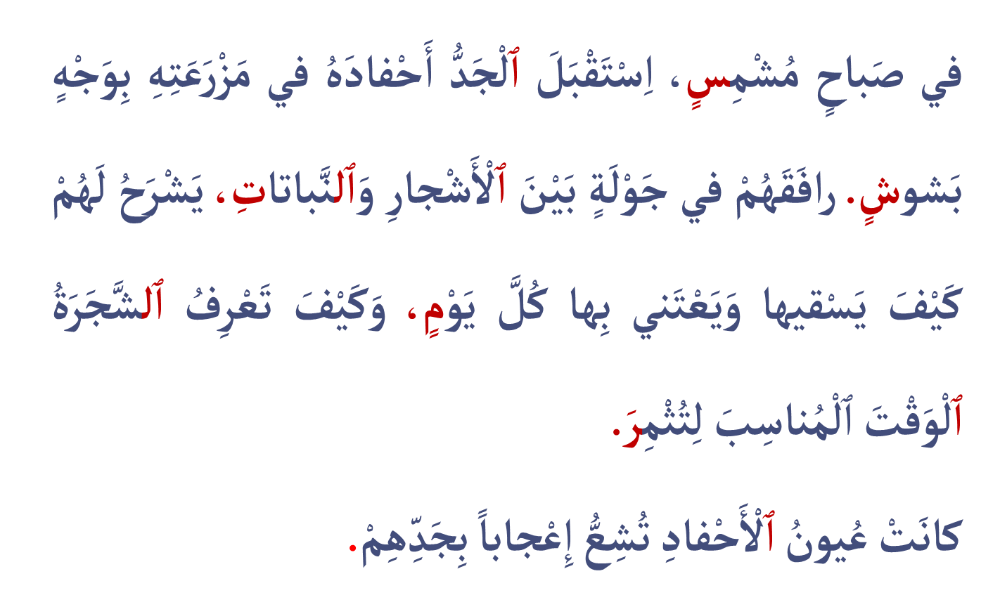 في صَباحٍ مُشْمِسٍ، اِسْتَقْبَلَ ٱلْجَدُّ أَحْفادَهُ في مَزْرَعَتِهِ بِوَجْهٍ
بَشوشٍ. رافَقَهُمْ في جَوْلَةٍ بَيْنَ ٱلْأَشْجارِ وَٱلنَّباتاتِ، يَشْرَحُ لَهُمْ
كَيْفَ يَسْقيها وَيَعْتَني بِها كُلَّ يَوْمٍ، وَكَيْفَ تَعْرِفُ ٱلشَّجَرَةُ
ٱلْوَقْتَ ٱلْمُناسِبَ لِتُثْمِرَ.
كانَتْ عُيونُ ٱلْأَحْفادِ تُشِعُّ إِعْجاباً بِجَدِّهِمْ.